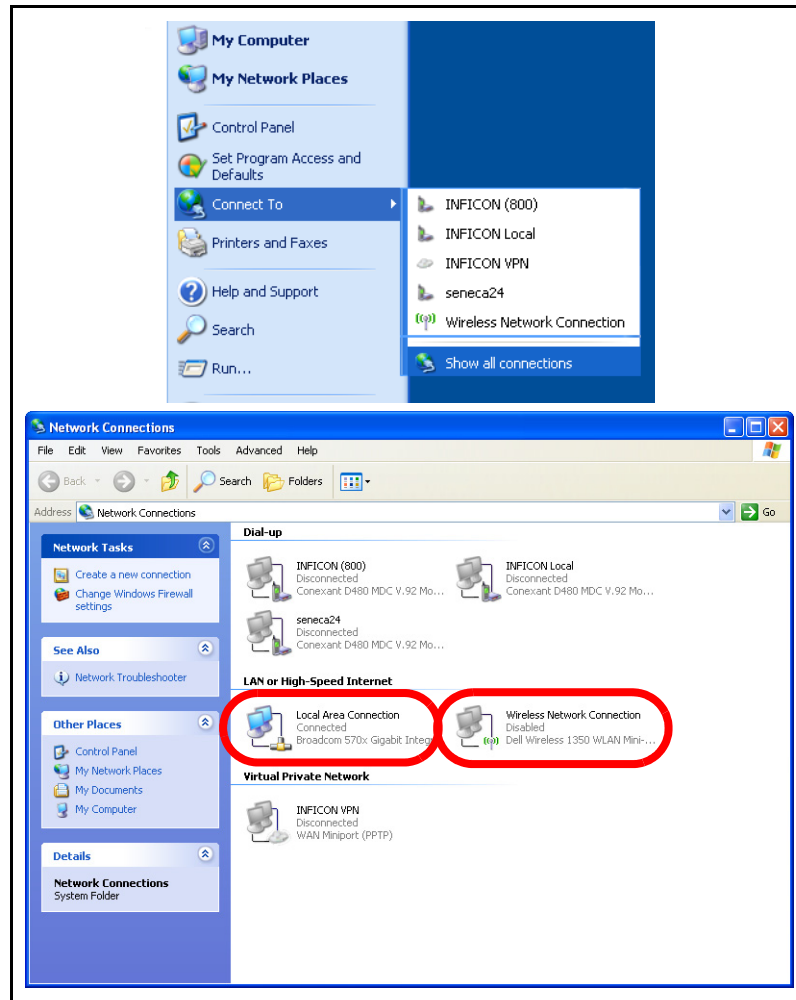 My Computer
My Network Places
Control Panel
Set Program Access and
Defaults
Connect To
Printers and Faxes
Help and Support
Search
Run...
INFICON (800)
INFICON Local
INFICON VPN
seneca24
Wireless Network Connection
Show all connections
Network Connections
File Edit View Favorites Tools Advanced Help
Back Search Folders
Address Network Connections Go
Network Tasks
Create a new connection
Change Windows Firewall
settings
See Also
Network Troubleshooter
Other Places
Control Panel
My Network Places
My Documents
My Computer
Details
Network Connections
System Folder
Dial-up
INFICON (800)
Disconnected
Conexant D480 MDC V.92 Mo...
INFICON Local
Disconnected
Conexant D480 MDC V.92 Mo...
seneca24
Disconnected
Conexant D480 MDC V.92 Mo...
LAN or High-Speed Internet
Local Area Connection
Connected
Broadcom 570x Gigabit Integ
Wireless Network Connection
Disabled
Dell Wireless 1350 WLAN Mini-...
Virtual Private Network
INFICON VPN
Disconnected
WAN Miniport (PPTP)